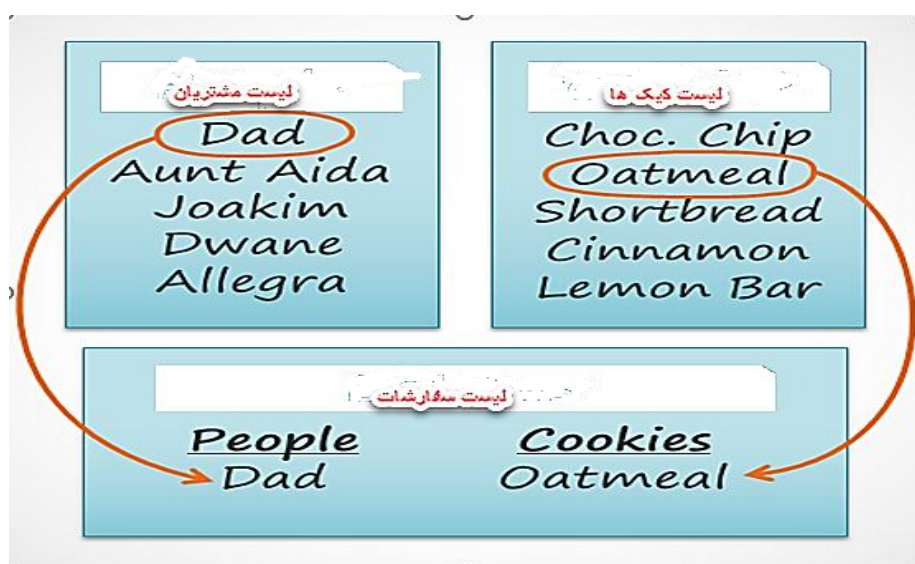 لیست مشتریان
Dad
Aunt Aida
Joakim
Dwane
Allegra
لیست کیک ها
Choc. Chip
Oatmeal
Shortbread
Cinnamon
Lemon Bar
لیست سفارشات
People Cookies
Dad Oatmeal